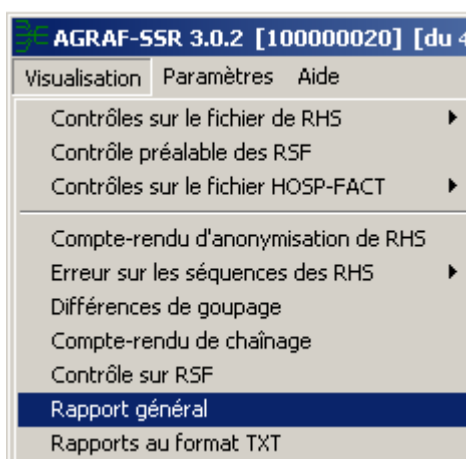 AGRAF-SSR 3.0.2 [100000020] [du 4
Visualisation Paramètres Aide
Contrôles sur le fichier de RHS
Contrôle préalable des RSF
Contrôles sur le fichier HOSP-FACT
Compte-rendu d'anonymisation de RHS
Erreur sur les séquences des RHS
Différences de goupage
Compte-rendu de chaînage
Contrôle sur RSF
Rapport général
Rapports au format TXT